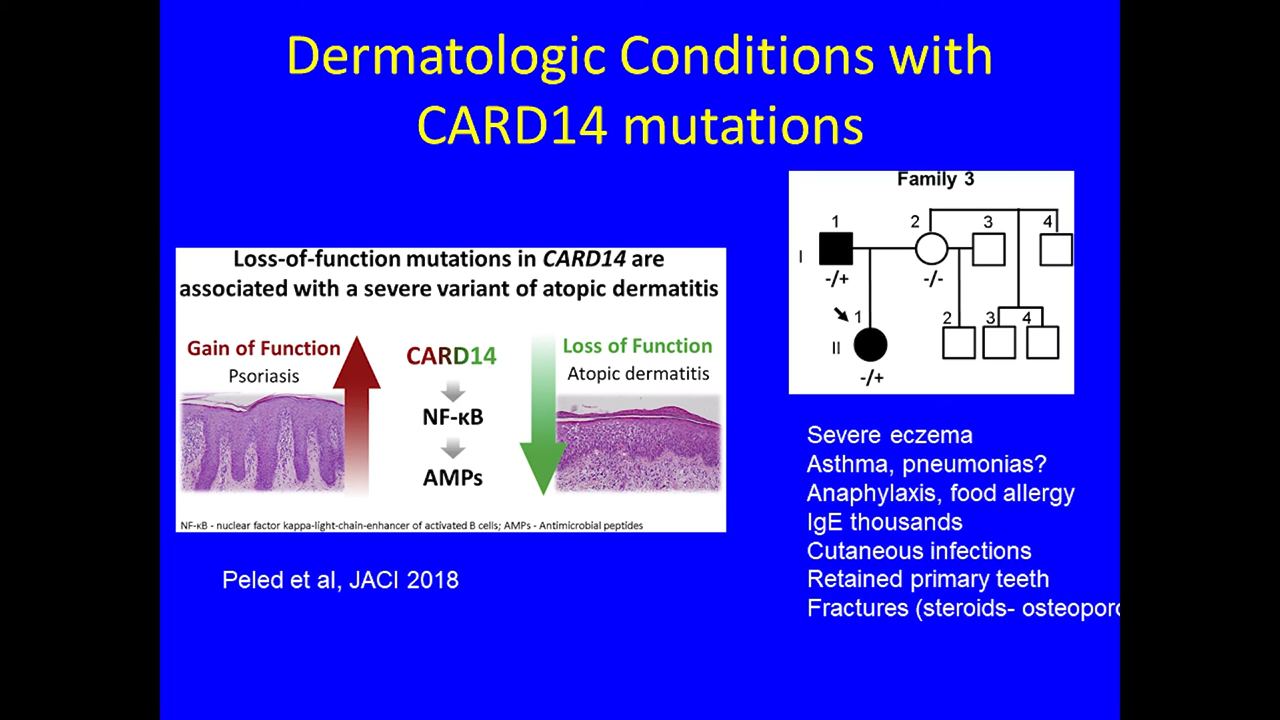 Dermatologic Conditions with
CARD14 mutations
Loss-of-function mutations in CARD14 are
associated with a severe variant of atopic dermatitis
Gain of Function
Psoriasis
CARD14
NF-κB
AMPs
Loss of Function
Atopic dermatitis
NF-κB - nuclear factor kappa-light-chain-enhancer of activated B cells; AMPs - Antimicrobial peptides
Peled et al, JACI 2018
Family 3
1 2 3 4
I
-/+ -/-
1 2 3 4
II
-/+
Severe eczema
Asthma, pneumonias?
Anaphylaxis, food allergy
IgE thousands
Cutaneous infections
Retained primary teeth
Fractures (steroids- osteoporo